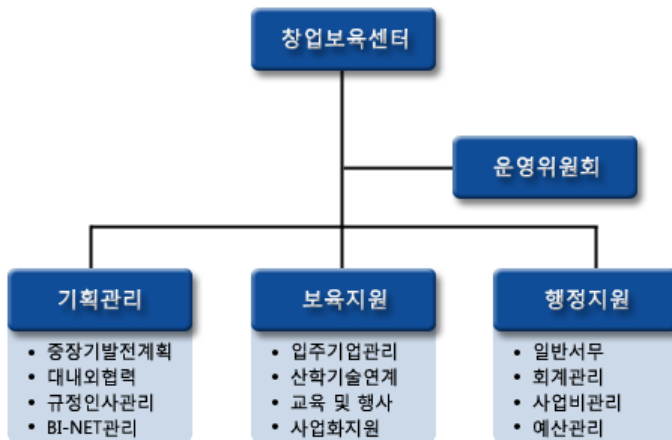 창업보육센터
운영위원회
기획관리
• 중장기발전계획
• 대내외협력
• 규정인사관리
• BI-NET관리
보육지원
• 입주기업관리
• 산학기술연계
• 교육 및 행사
• 사업화지원
행정지원
• 일반서무
• 회계관리
• 사업비관리
• 예산관리